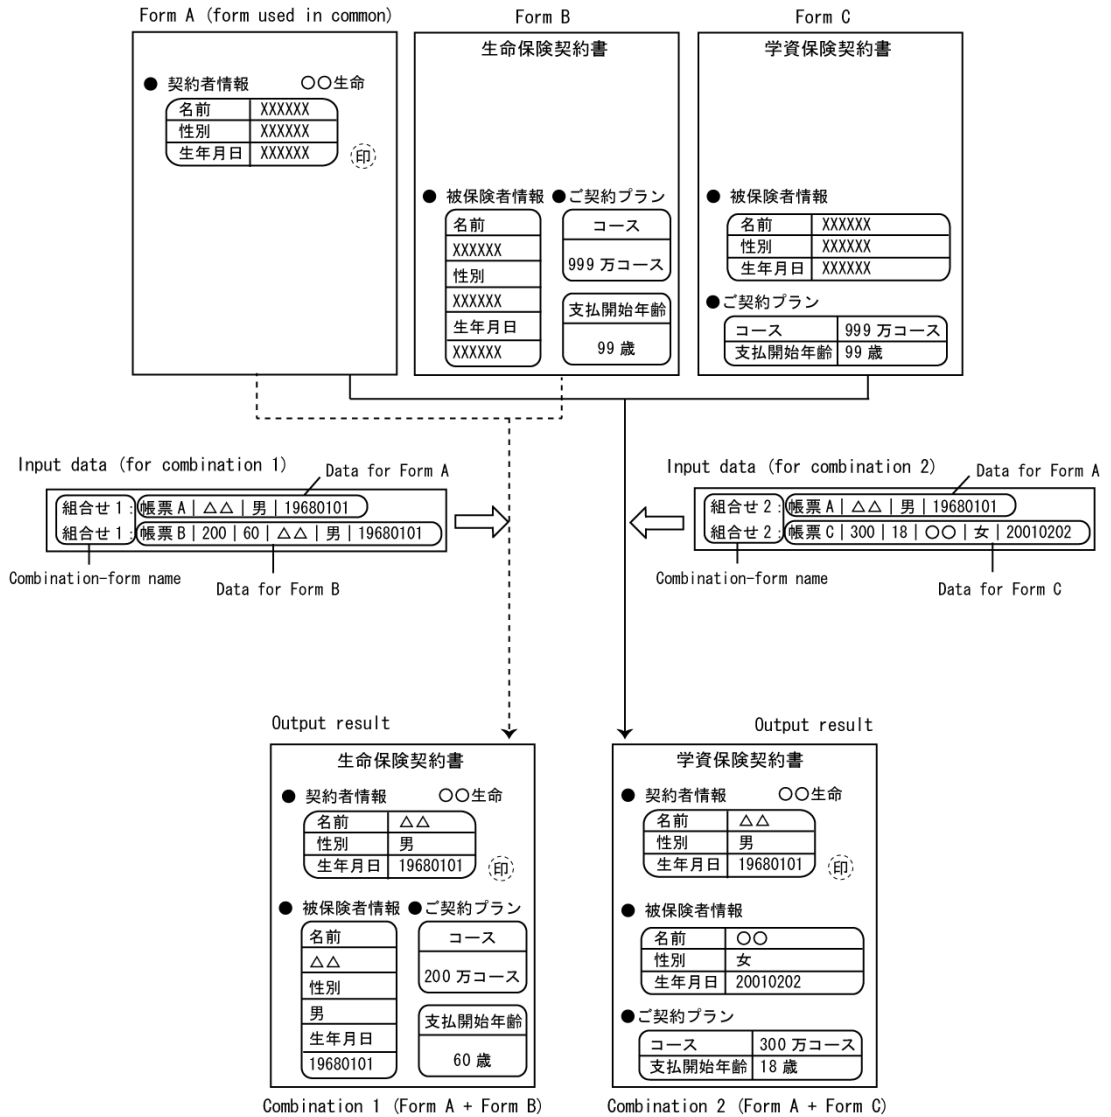 Form A (form used in common)
● 契約者情報 ○○生命
名前 XXXXXX
性別 XXXXXX
生年月日 XXXXXX
印
Form B
生命保険契約書
● 被保険者情報
名前
XXXXXX
性別
XXXXXX
生年月日
XXXXXX
●ご契約プラン
コース
999 万コース
支払開始年齢
99 歳
Form C
学資保険契約書
● 被保険者情報
名前 XXXXXX
性別 XXXXXX
生年月日 XXXXXX
●ご契約プラン
コース 999 万コース
支払開始年齢 99 歳
Input data (for combination 1)
Data for Form A
組合せ 1 : 帳票 A | △△ | 男 | 19680101
組合せ 1 : 帳票 B | 200 | 60 | △△ | 男 | 19680101
Combination-form name
Data for Form B
Input data (for combination 2)
Data for Form A
組合せ 2 : 帳票 A | △△ | 男 | 19680101
組合せ 2 : 帳票 C | 300 | 18 | ○○ | 女 | 20010202
Combination-form name
Data for Form C
Output result
生命保険契約書
● 契約者情報 ○○生命
名前 △△
性別 男
生年月日 19680101
印
● 被保険者情報
名前
△△
性別
男
生年月日
19680101
●ご契約プラン
コース
200 万コース
支払開始年齢
60 歳
Combination 1 (Form A + Form B)
Output result
学資保険契約書
● 契約者情報 ○○生命
名前 △△
性別 男
生年月日 19680101
印
● 被保険者情報
名前 ○○
性別 女
生年月日 20010202
●ご契約プラン
コース 300 万コース
支払開始年齢 18 歳
Combination 2 (Form A + Form C)